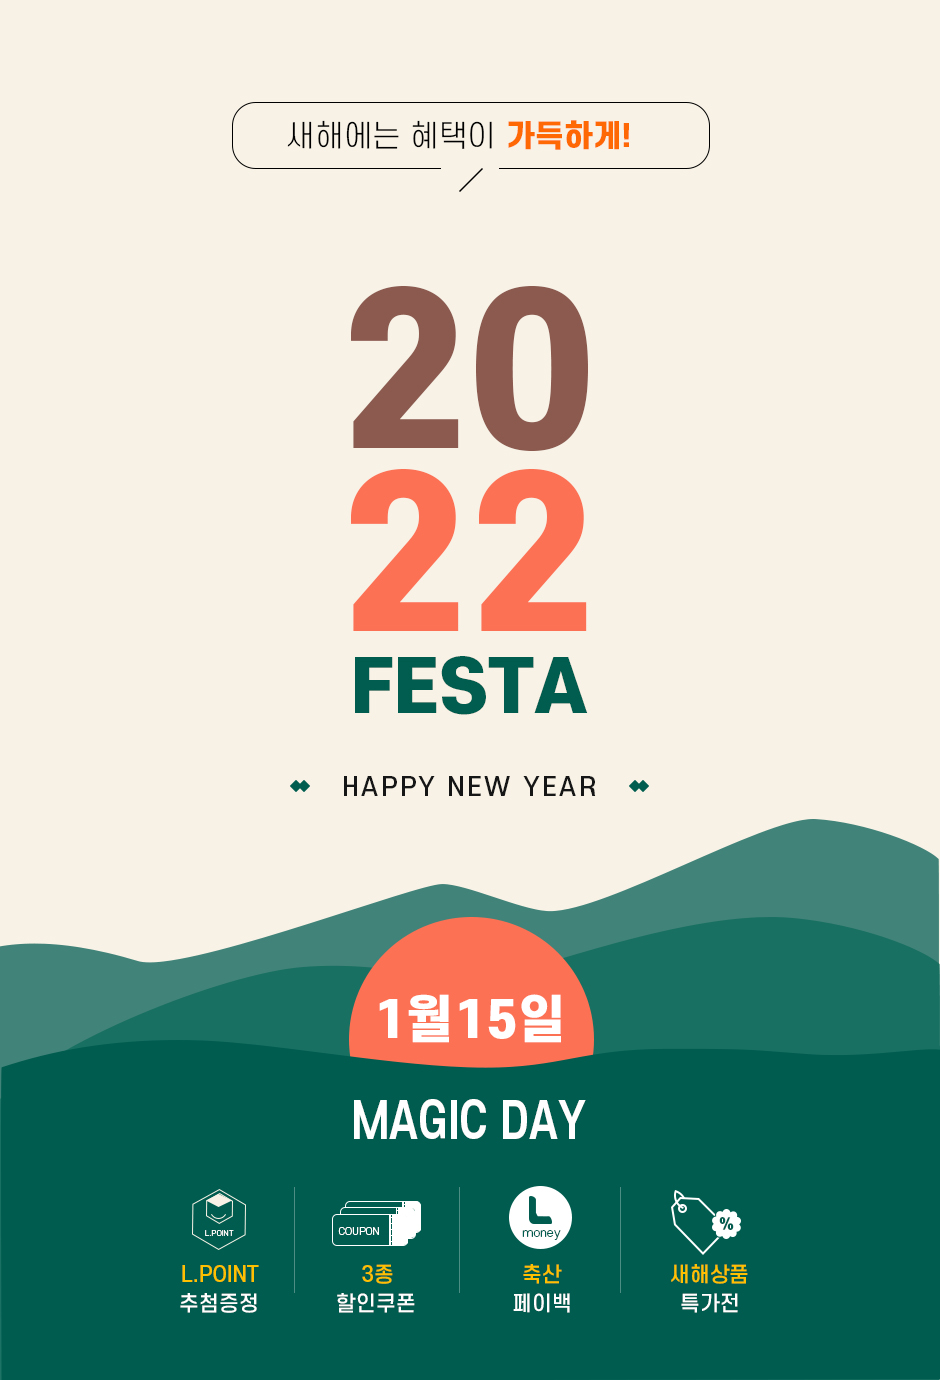 새해에는 혜택이 가득하게!
20
22
FESTA
HAPPY NEW YEAR
1월15일
MAGIC DAY
L.POINT
COUPON
L
money
%
L.POINT
추첨증정
3종
할인쿠폰
축산
페이백
새해상품
특가전